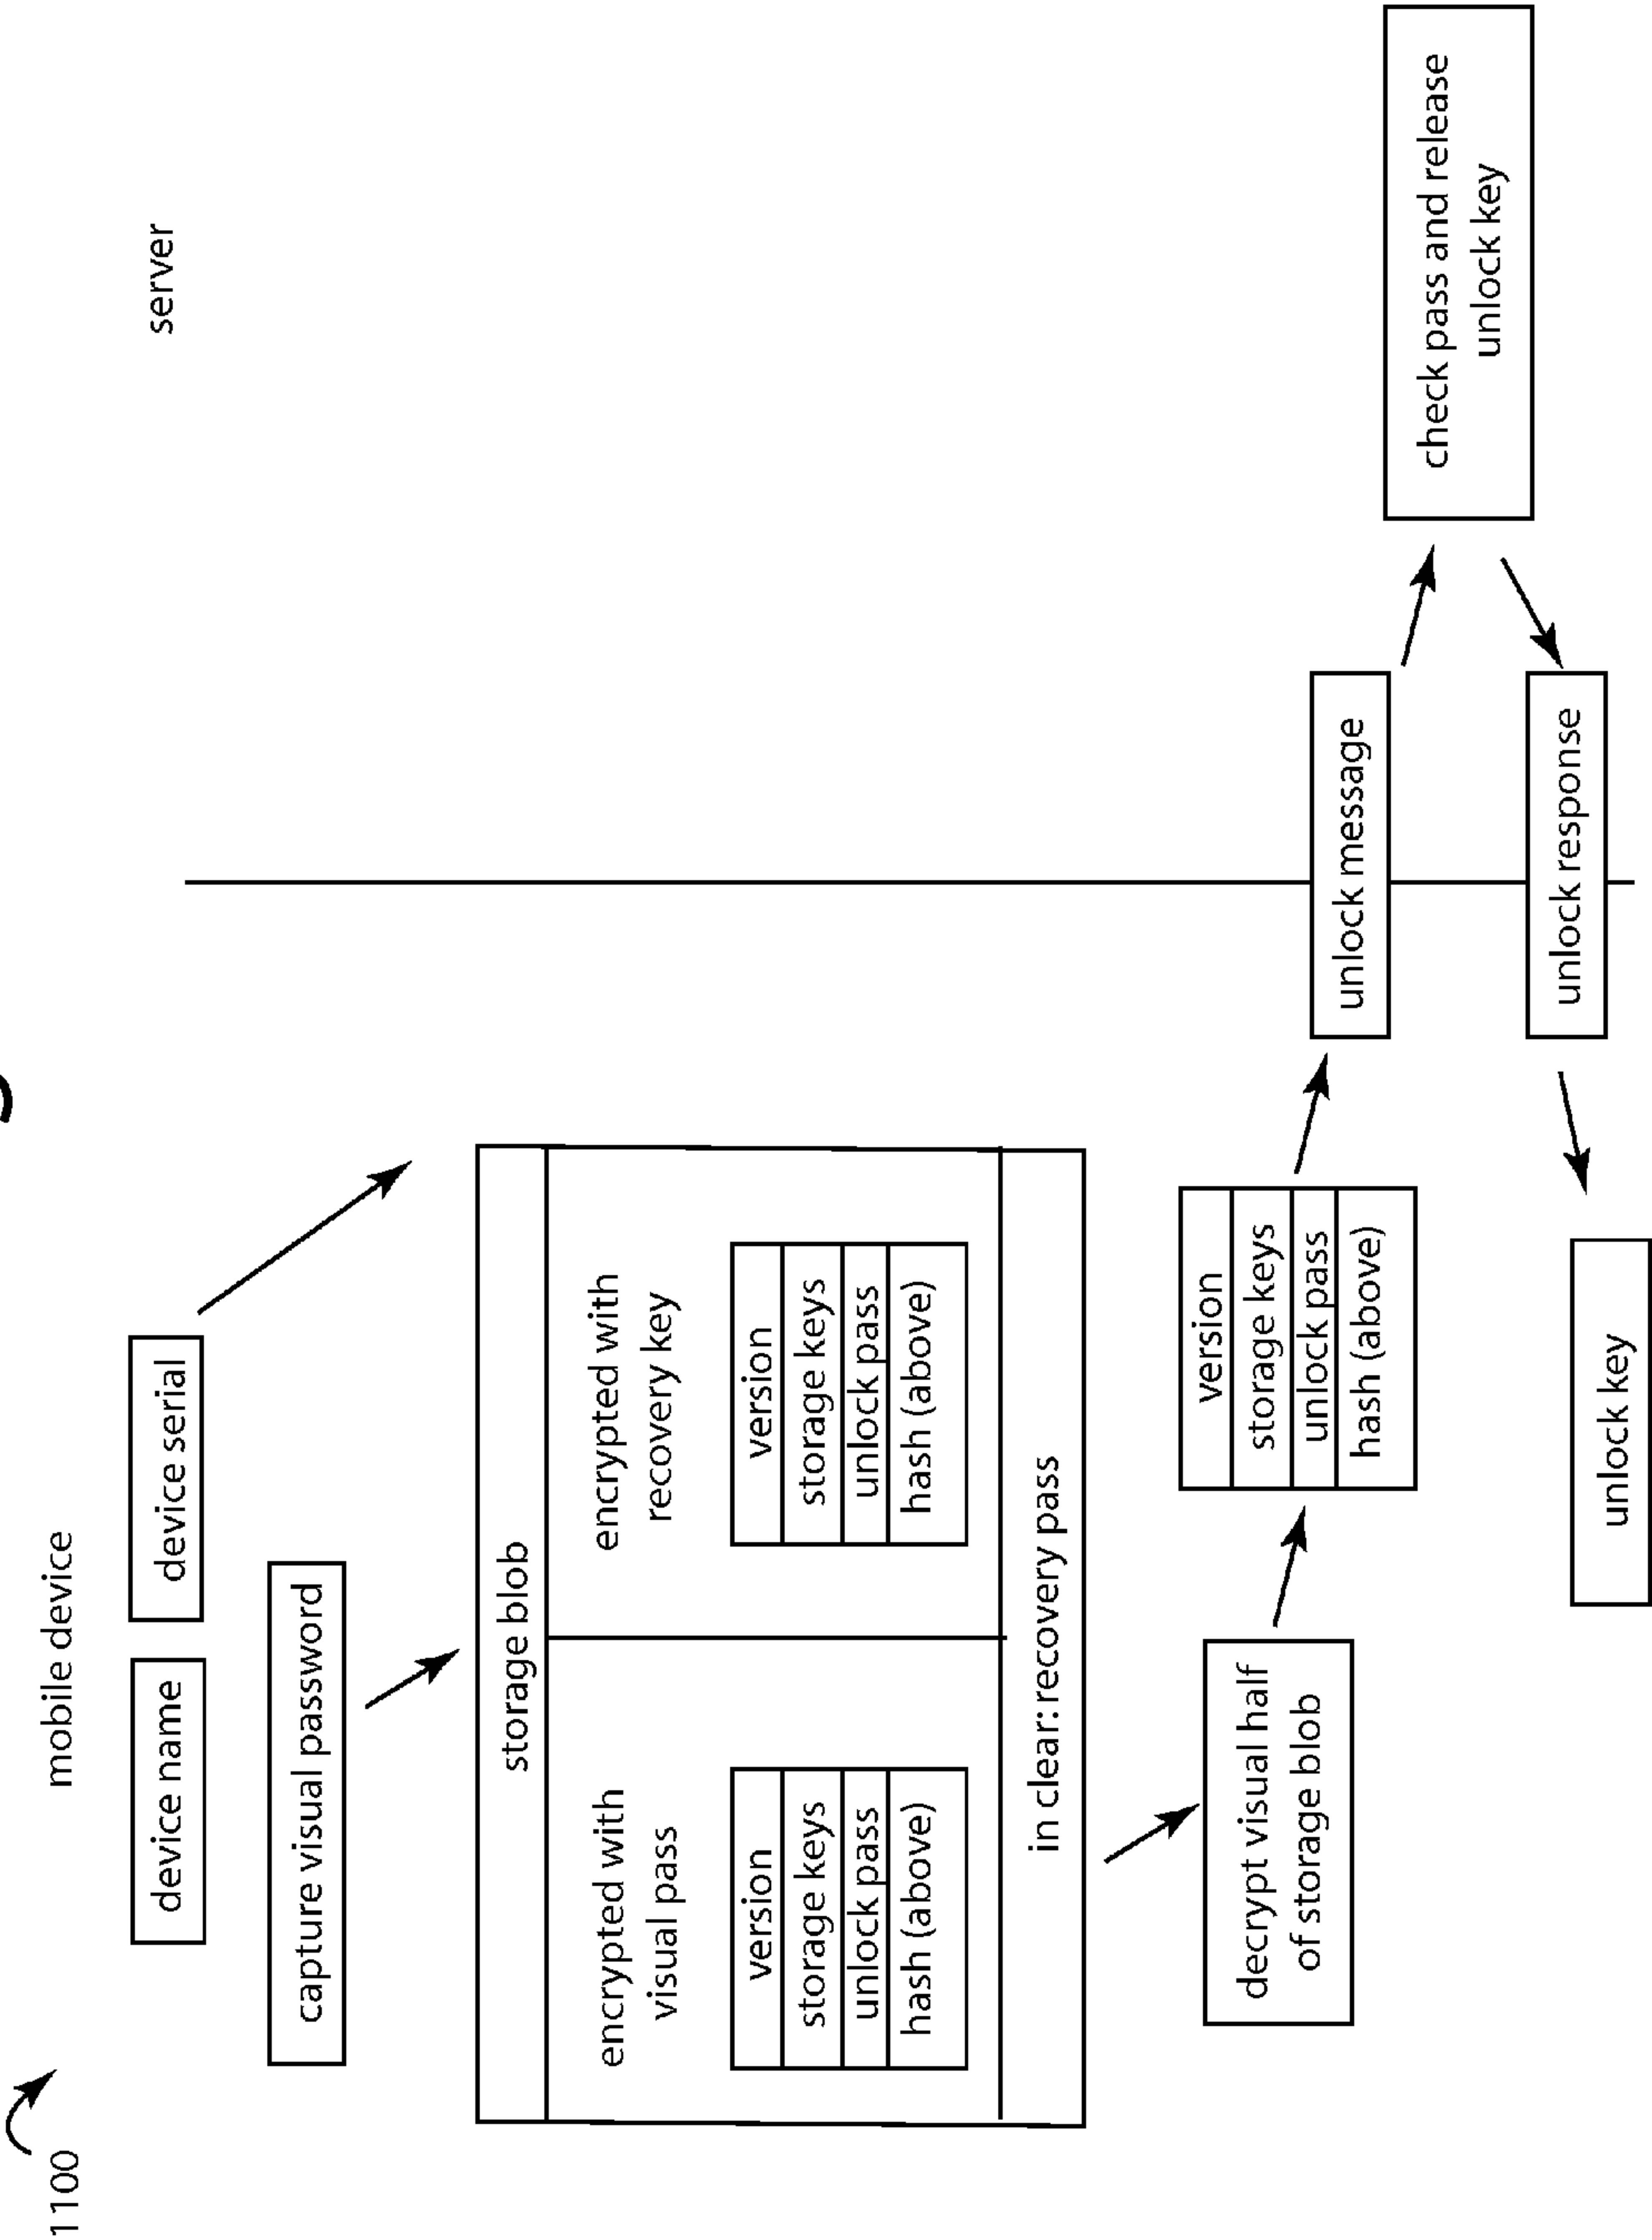 1100
mobile device
server
device name
device serial
capture visual password
storage blob
encrypted with
visual pass
version
storage keys
unlock pass
hash (above)
encrypted with
recovery key
version
storage keys
unlock pass
hash (above)
in clear: recovery pass
decrypt visual half
of storage blob
version
storage keys
unlock pass
hash (above)
unlock message
check pass and release
unlock key
unlock response
unlock key